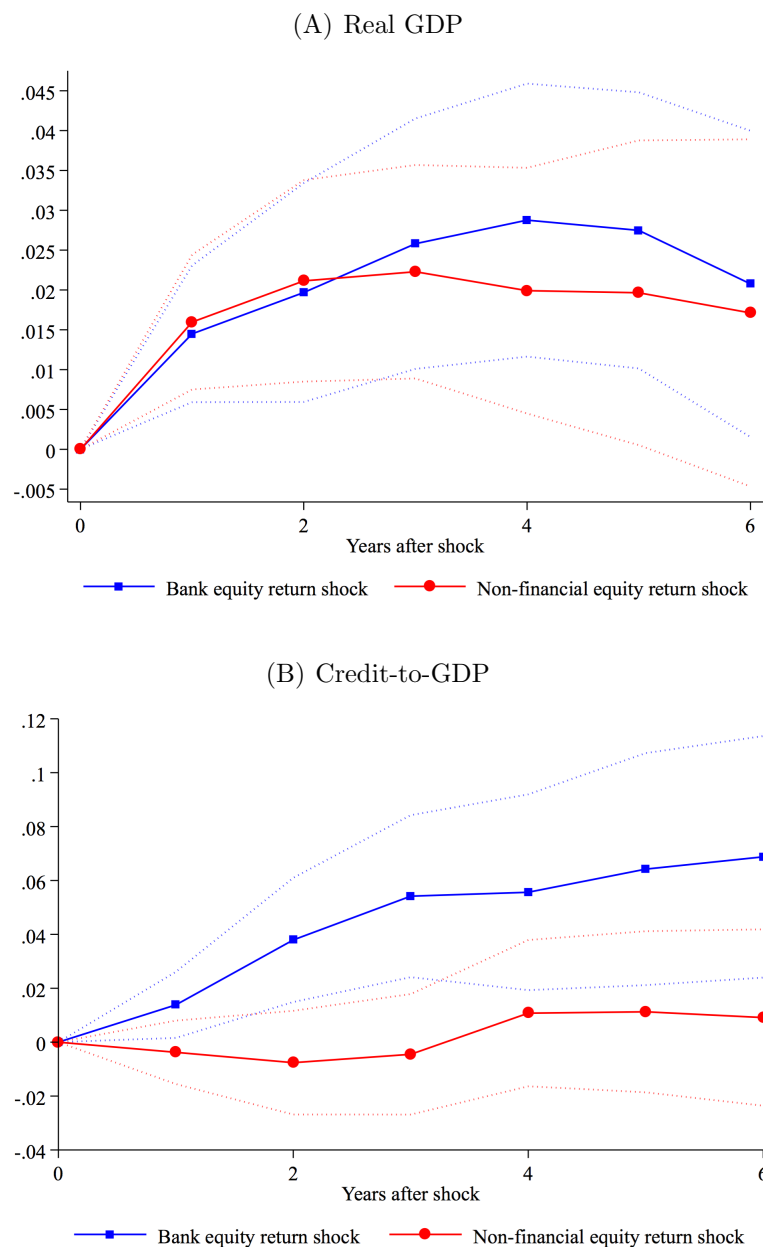 (A) Real GDP
.045
.04
.035
.03
.025
.02
.015
.01
.005
0
-.005
0 2 4 6
Years after shock
Bank equity return shock Non-financial equity return shock
(B) Credit-to-GDP
.12
.1
.08
.06
.04
.02
0
-.02
-.04
0 2 4 6
Years after shock
Bank equity return shock Non-financial equity return shock